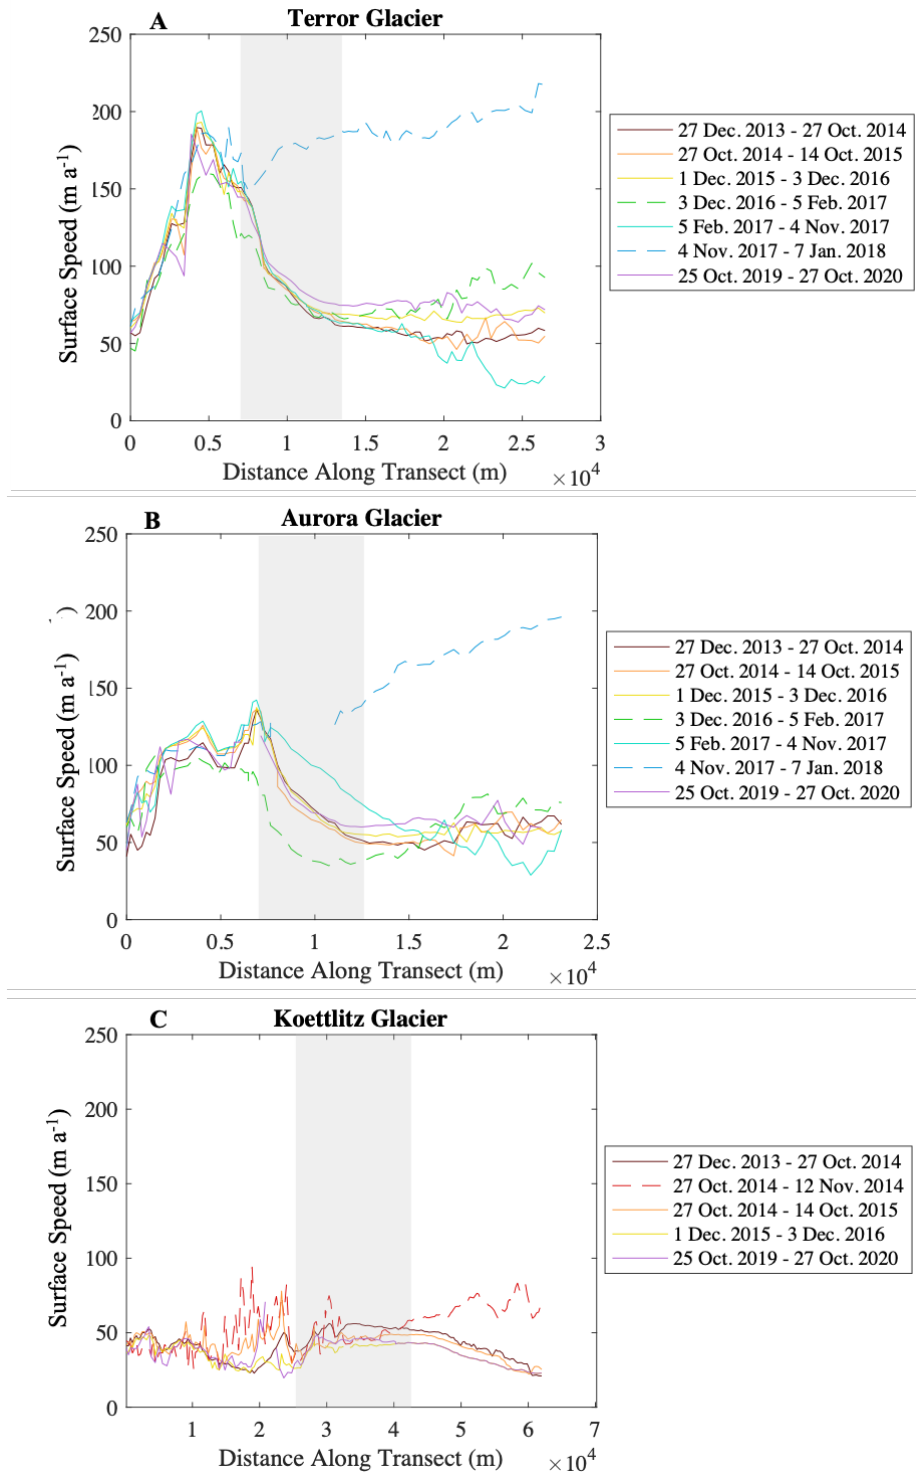 A Terror Glacier
250
200
150
100
50
0
Surface Speed (m a-1)
0 0.5 1 1.5 2 2.5 3
Distance Along Transect (m) ×10^4
27 Dec. 2013 - 27 Oct. 2014
27 Oct. 2014 - 14 Oct. 2015
1 Dec. 2015 - 3 Dec. 2016
3 Dec. 2016 - 5 Feb. 2017
5 Feb. 2017 - 4 Nov. 2017
4 Nov. 2017 - 7 Jan. 2018
25 Oct. 2019 - 27 Oct. 2020
B Aurora Glacier
250
200
150
100
50
0
Surface Speed (m a-1)
)
0 0.5 1 1.5 2 2.5
Distance Along Transect (m) ×10^4
27 Dec. 2013 - 27 Oct. 2014
27 Oct. 2014 - 14 Oct. 2015
1 Dec. 2015 - 3 Dec. 2016
3 Dec. 2016 - 5 Feb. 2017
5 Feb. 2017 - 4 Nov. 2017
4 Nov. 2017 - 7 Jan. 2018
25 Oct. 2019 - 27 Oct. 2020
C Koettlitz Glacier
250
200
150
100
50
0
Surface Speed (m a-1)
1 2 3 4 5 6 7
Distance Along Transect (m) ×10^4
27 Dec. 2013 - 27 Oct. 2014
27 Oct. 2014 - 12 Nov. 2014
27 Oct. 2014 - 14 Oct. 2015
1 Dec. 2015 - 3 Dec. 2016
25 Oct. 2019 - 27 Oct. 2020